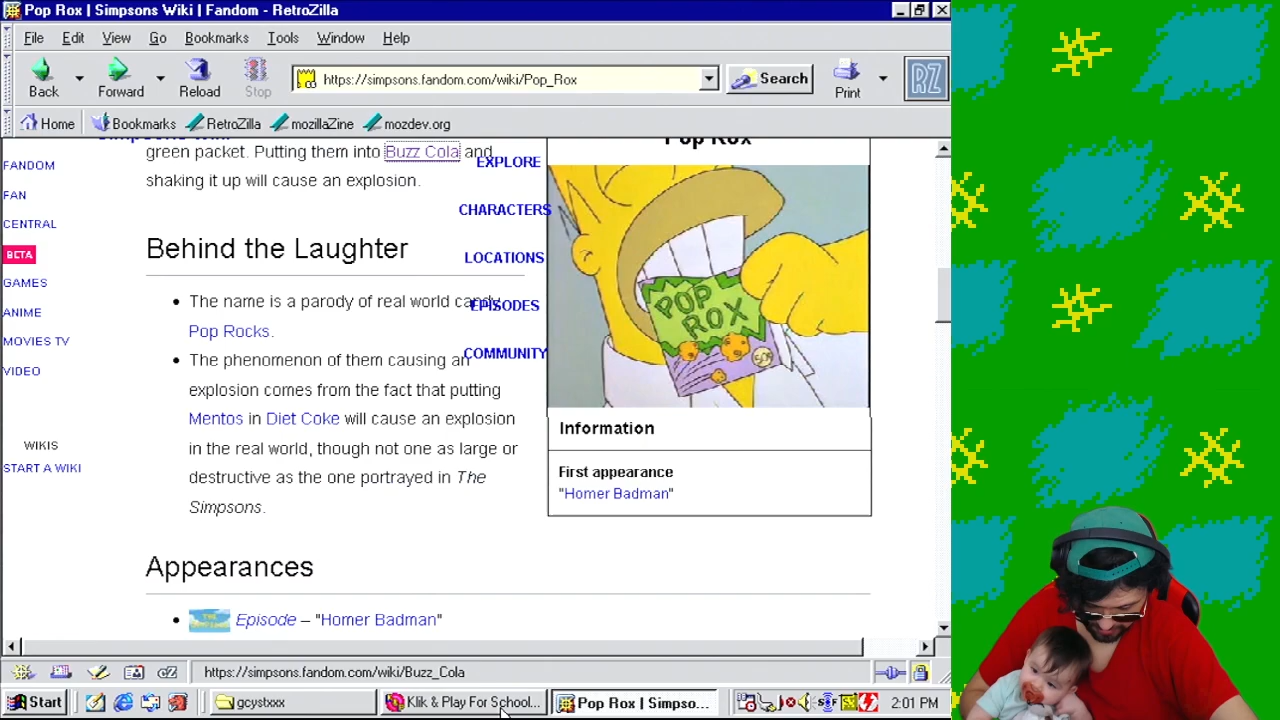 Pop Rox | Simpsons Wiki | Fandom - RetroZilla
File Edit View Go Bookmarks Tools Window Help
Back Forward Reload Stop https://simpsons.fandom.com/wiki/Pop_Rox Search Print RZ
Home Bookmarks RetroZilla mozillaZine mozdev.org
FANDOM
FAN
CENTRAL
BETA
GAMES
ANIME
MOVIES TV
VIDEO
WIKIS
START A WIKI
green packet. Putting them into Buzz Cola and
shaking it up will cause an explosion.
EXPLORE
CHARACTERS
LOCATIONS
EPISODES
COMMUNITY
Behind the Laughter
• The name is a parody of real world candy
Pop Rocks.
• The phenomenon of them causing an
explosion comes from the fact that putting
Mentos in Diet Coke will cause an explosion
in the real world, though not one as large or
destructive as the one portrayed in The
Simpsons.
Pop Rox
POP
ROX
50¢
Information
First appearance
"Homer Badman"
Appearances
• Episode – "Homer Badman"
https://simpsons.fandom.com/wiki/Buzz_Cola
Start gcystxxx Klik & Play For School... Pop Rox | Simpso... 2:01 PM